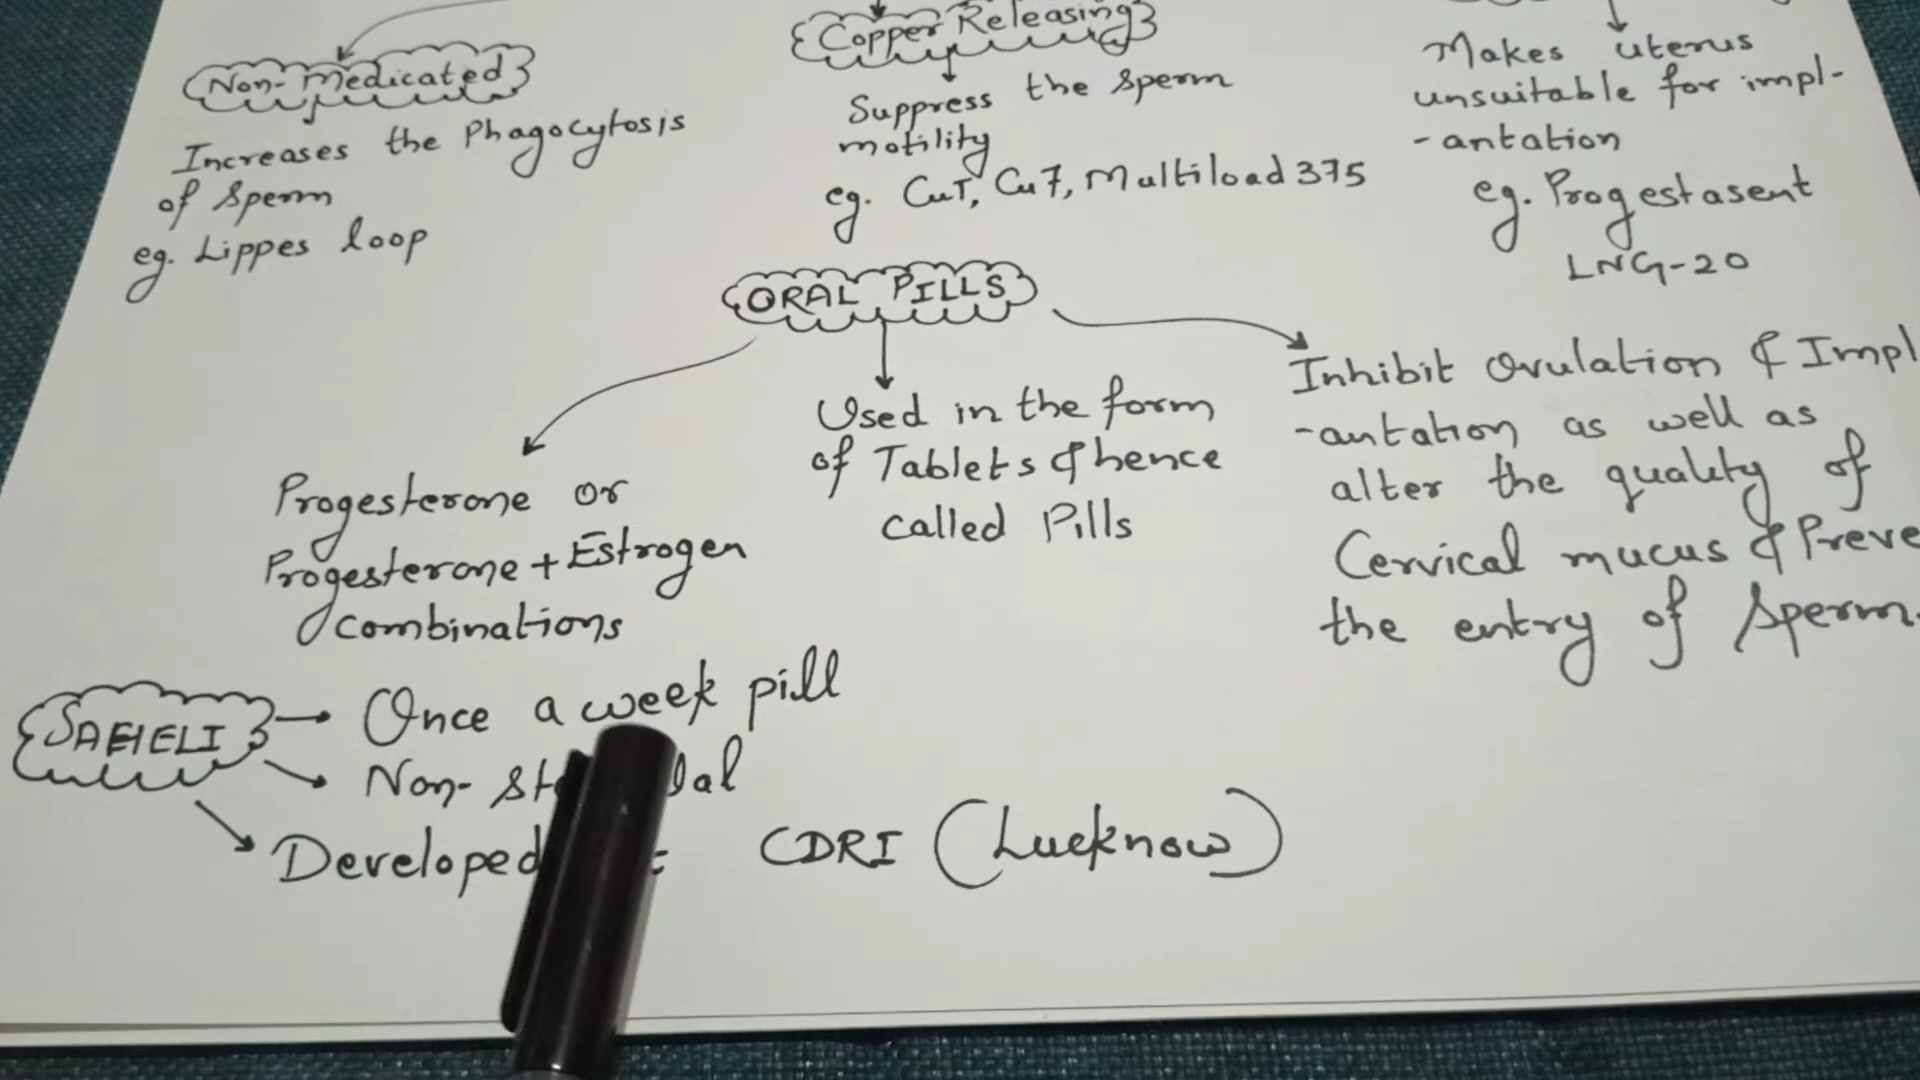 Non-Medicated
Increases the Phagocytosis
of Sperm
eg. Lippes loop
Copper Releasing
Suppress the Sperm
motility
eg. CuT, Cu7, Multiload 375
Makes uterus
unsuitable for impl-
-antation
eg. Progestasent
LNG-20
ORAL PILLS
Progesterone or
Progesterone + Estrogen
combinations
Used in the form
of Tablets & hence
called Pills
Inhibit Ovulation & Impl
-antation as well as
alter the quality of
Cervical mucus & Preve
the entry of Sperm.
SAHELI
Once a week pill
Non-
Developed CDRI (Lucknow)